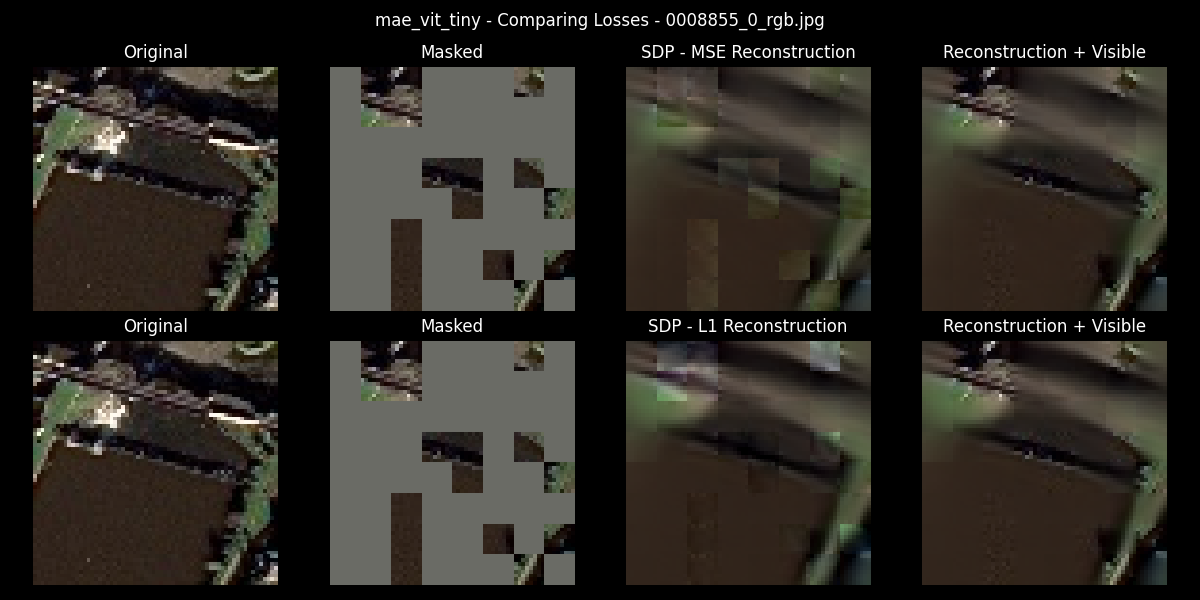 mae_vit_tiny - Comparing Losses - 0008855_0_rgb.jpg
Original
Masked
SDP - MSE Reconstruction
Reconstruction + Visible
Original
Masked
SDP - L1 Reconstruction
Reconstruction + Visible